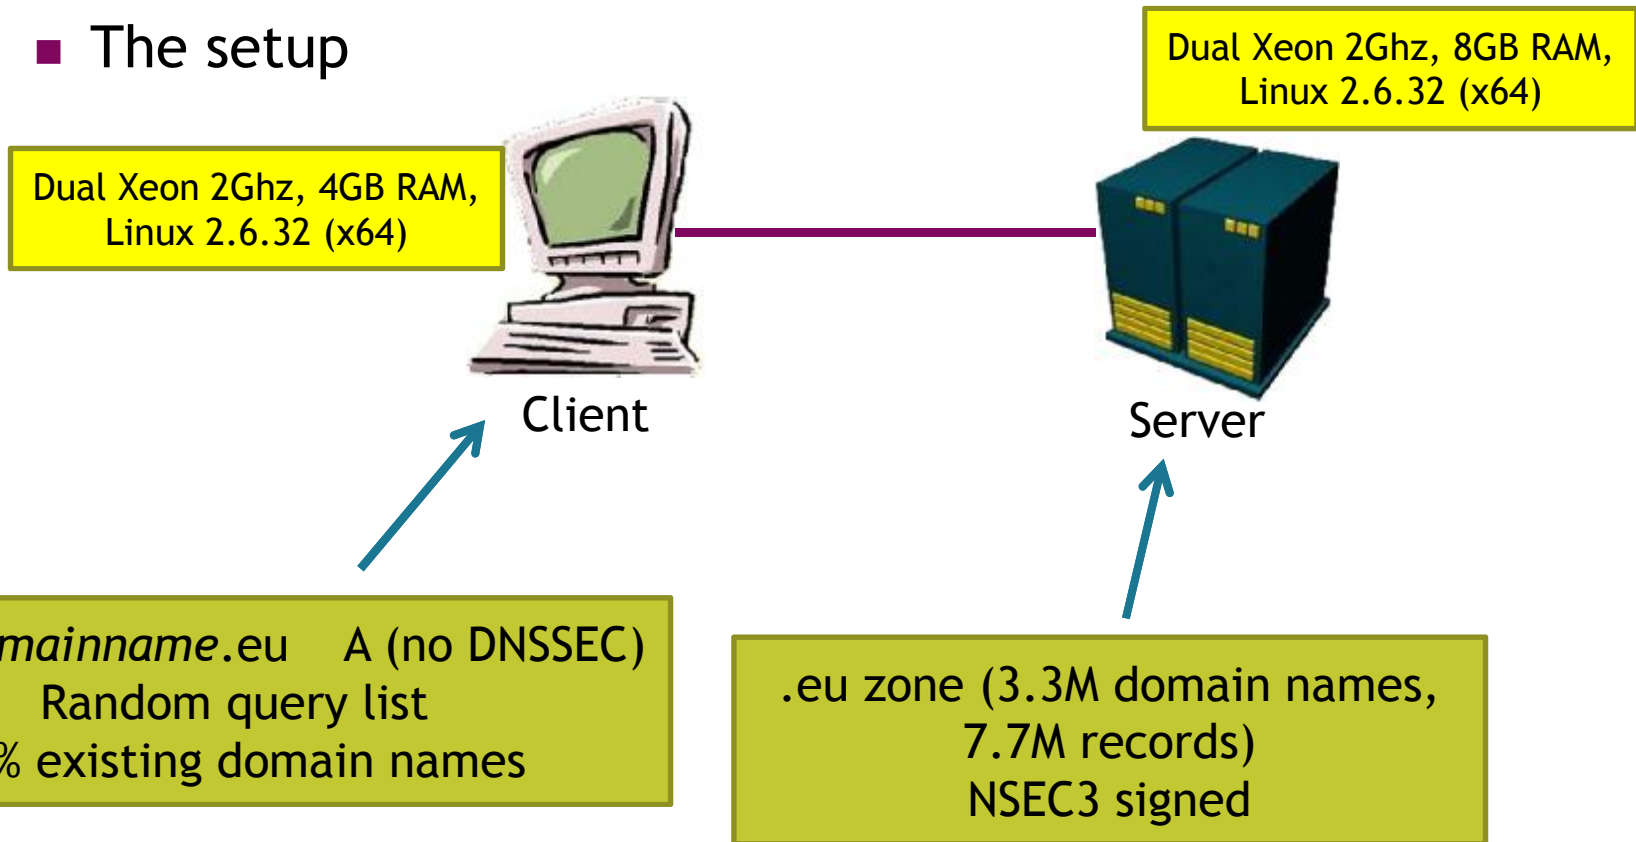 The setup
Dual Xeon 2Ghz, 8GB RAM,
Linux 2.6.32 (x64)
Dual Xeon 2Ghz, 4GB RAM,
Linux 2.6.32 (x64)
Client
Server
mainname.eu A (no DNSSEC)
Random query list
% existing domain names
.eu zone (3.3M domain names,
7.7M records)
NSEC3 signed